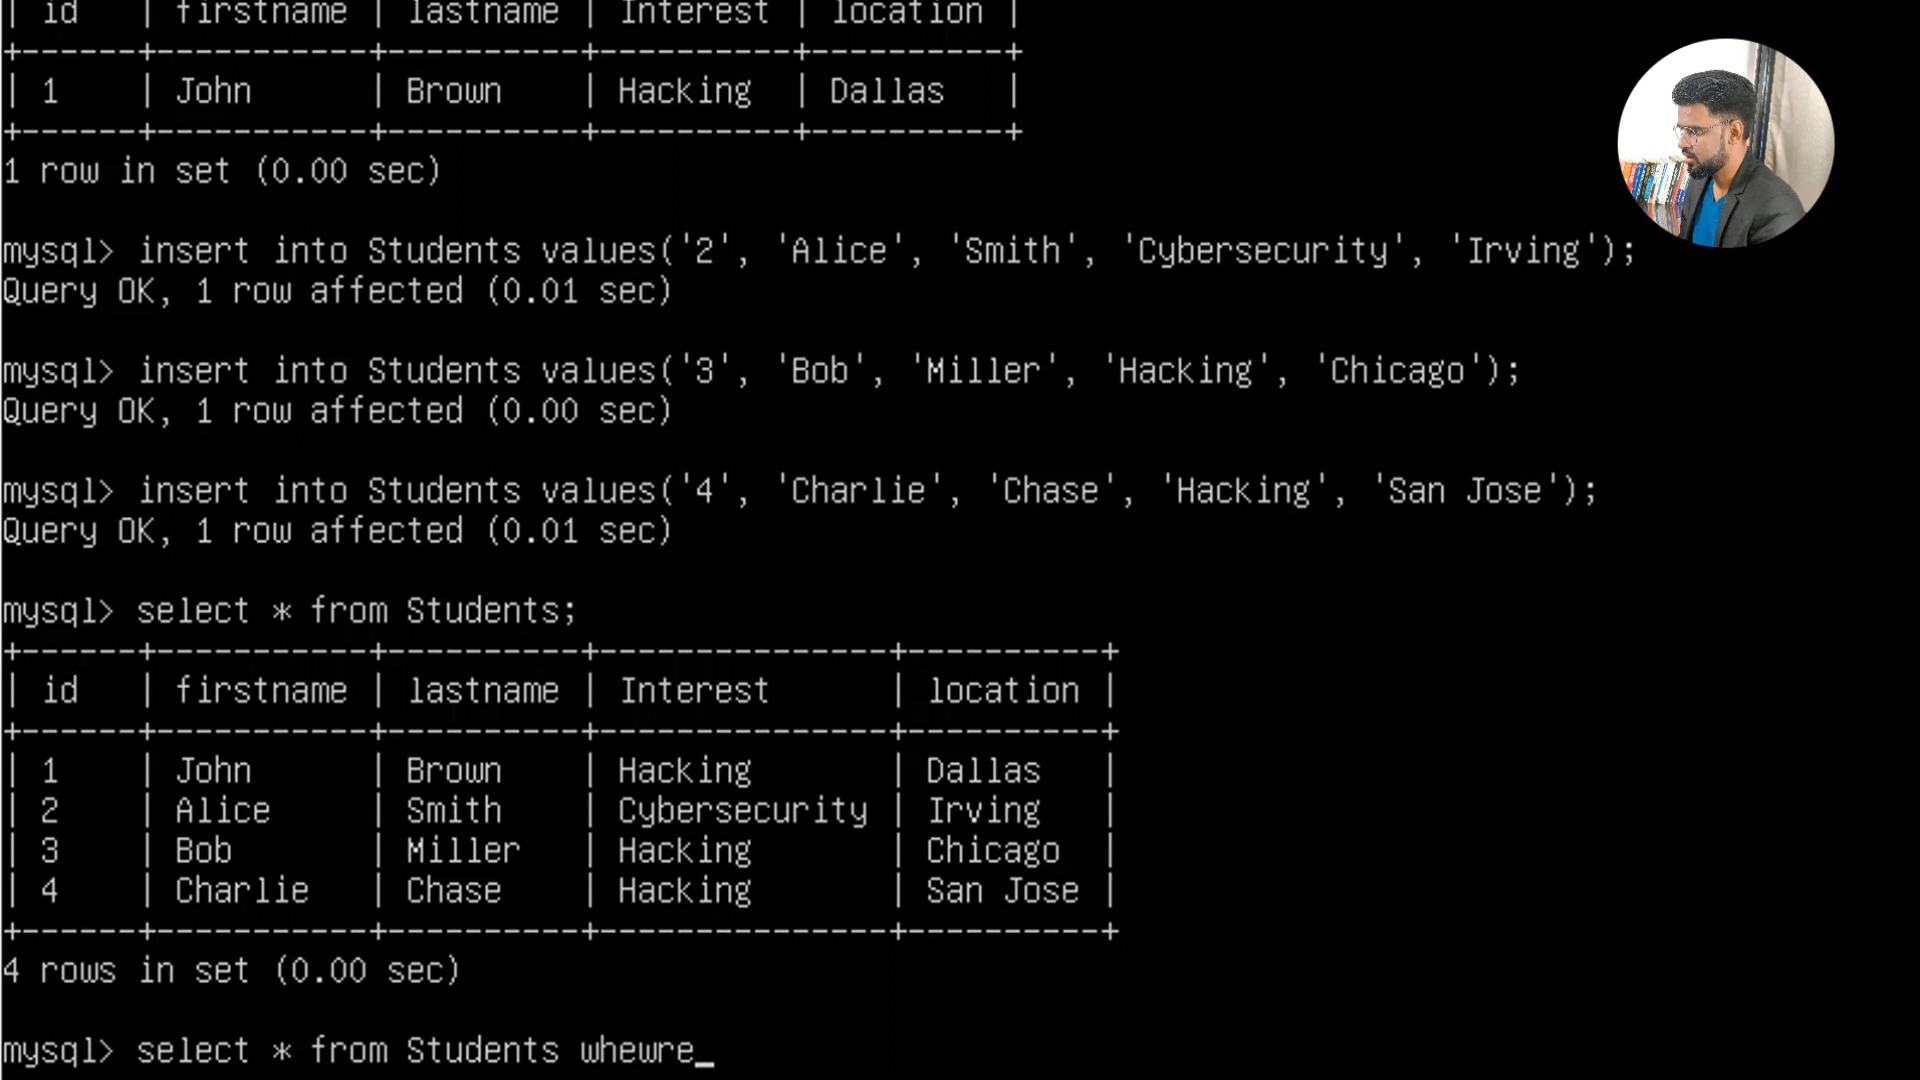 | id   | firstname | lastname | Interest | location |
+------+-----------+----------+----------+----------+
| 1    | John      | Brown    | Hacking  | Dallas   |
+------+-----------+----------+----------+----------+
1 row in set (0.00 sec)
mysql> insert into Students values('2', 'Alice', 'Smith', 'Cybersecurity', 'Irving');
Query OK, 1 row affected (0.01 sec)
mysql> insert into Students values('3', 'Bob', 'Miller', 'Hacking', 'Chicago');
Query OK, 1 row affected (0.00 sec)
mysql> insert into Students values('4', 'Charlie', 'Chase', 'Hacking', 'San Jose');
Query OK, 1 row affected (0.01 sec)
mysql> select * from Students;
+------+-----------+----------+---------------+----------+
| id   | firstname | lastname | Interest      | location |
+------+-----------+----------+---------------+----------+
| 1    | John      | Brown    | Hacking       | Dallas   |
| 2    | Alice     | Smith    | Cybersecurity | Irving   |
| 3    | Bob       | Miller   | Hacking       | Chicago  |
| 4    | Charlie   | Chase    | Hacking       | San Jose |
+------+-----------+----------+---------------+----------+
4 rows in set (0.00 sec)
mysql> select * from Students whewre_